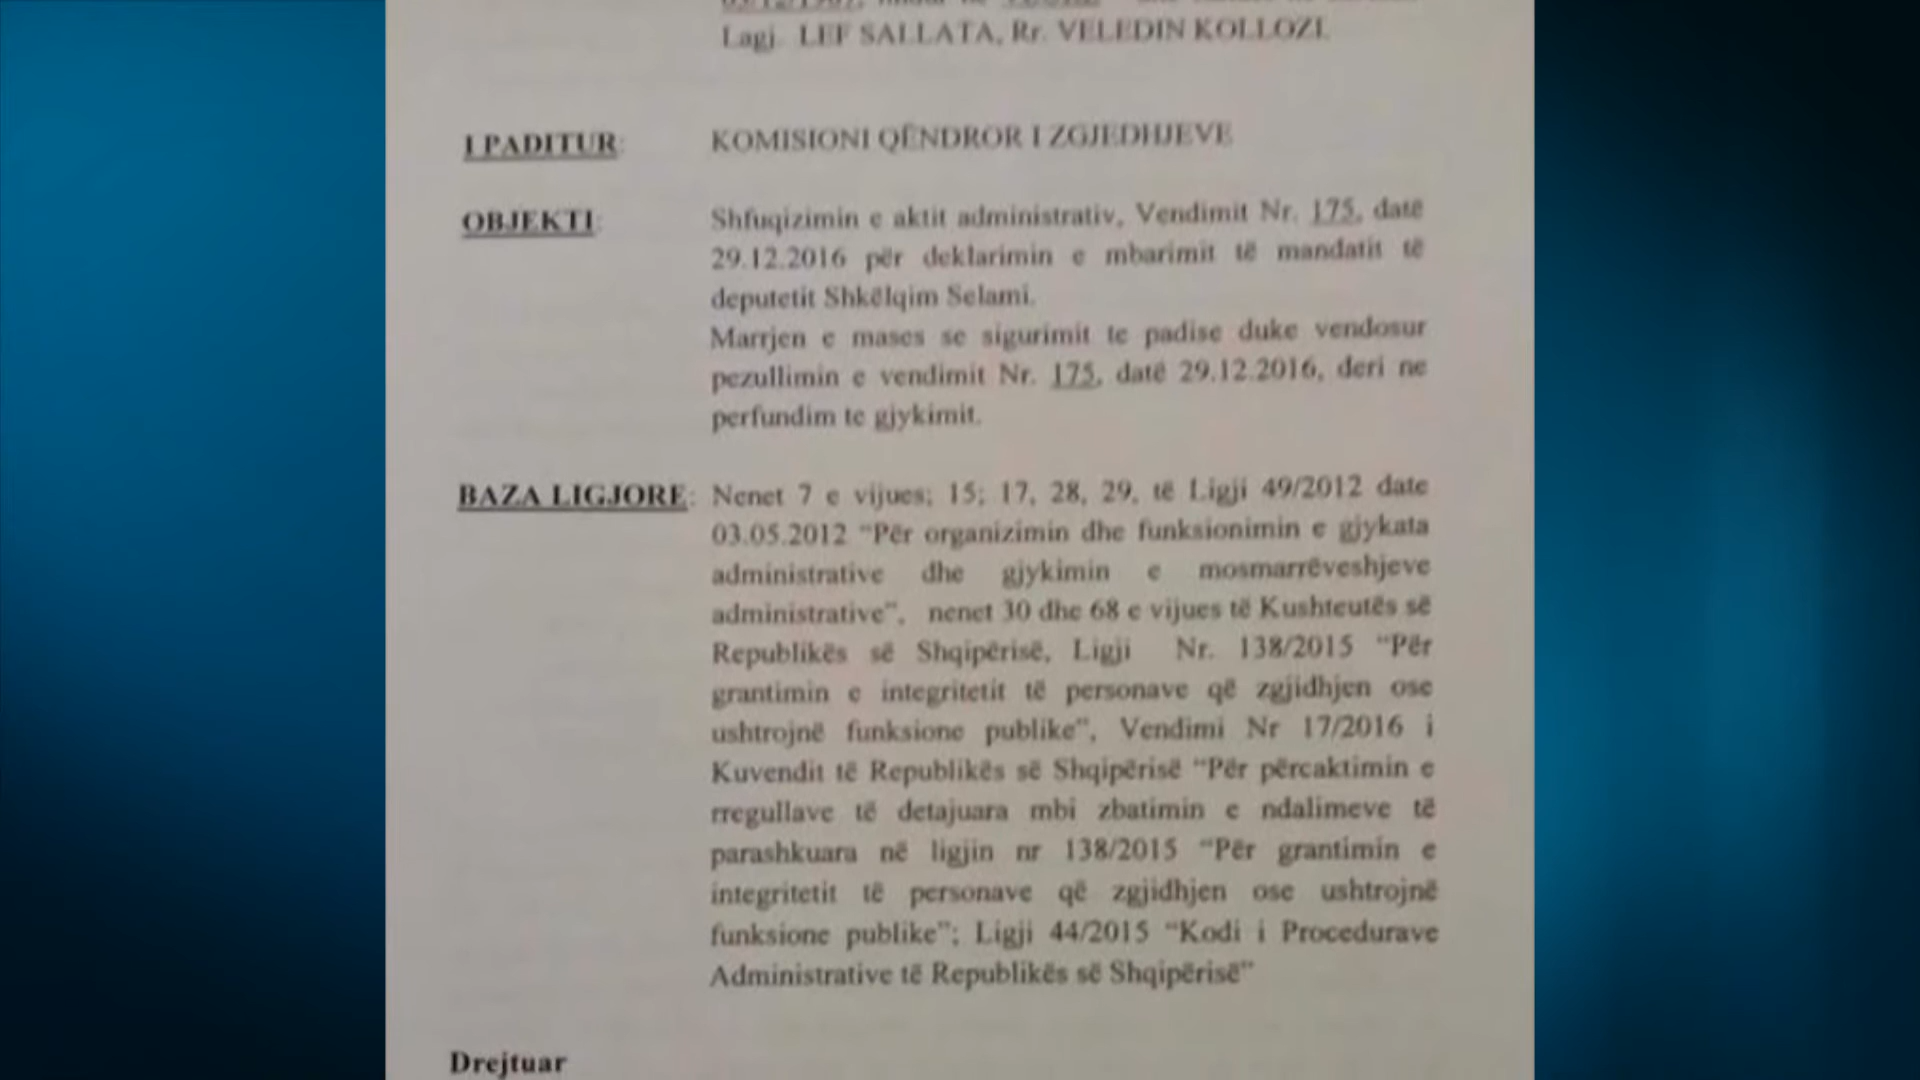 Lagj. LEF SALLATA, Rr. VELEDIN KOLLOZI.
I PADITUR: KOMISIONI QËNDROR I ZGJEDHJEVE
OBJEKTI: Shfuqizimin e aktit administrativ, Vendimit Nr. 175, datë
29.12.2016 për deklarimin e mbarimit të mandatit të
deputetit Shkëlqim Selami.
Marrjen e mases se sigurimit te padise duke vendosur
pezullimin e vendimit Nr. 175, datë 29.12.2016, deri ne
perfundim te gjykimit.
BAZA LIGJORE: Nenet 7 e vijues; 15; 17, 28, 29, të Ligji 49/2012 date
03.05.2012 “Për organizimin dhe funksionimin e gjykata
administrative dhe gjykimin e mosmarrëveshjeve
administrative”, nenet 30 dhe 68 e vijues të Kushteutës së
Republikës së Shqipërisë, Ligji Nr. 138/2015 “Për
grantimin e integritetit të personave që zgjidhjen ose
ushtrojnë funksione publike”, Vendimi Nr 17/2016 i
Kuvendit të Republikës së Shqipërisë “Për përcaktimin e
rregullave të detajuara mbi zbatimin e ndalimeve të
parashkuara në ligjin nr 138/2015 “Për grantimin e
integritetit të personave që zgjidhjen ose ushtrojnë
funksione publike”; Ligji 44/2015 “Kodi i Procedurave
Administrative të Republikës së Shqipërisë”
Drejtuar